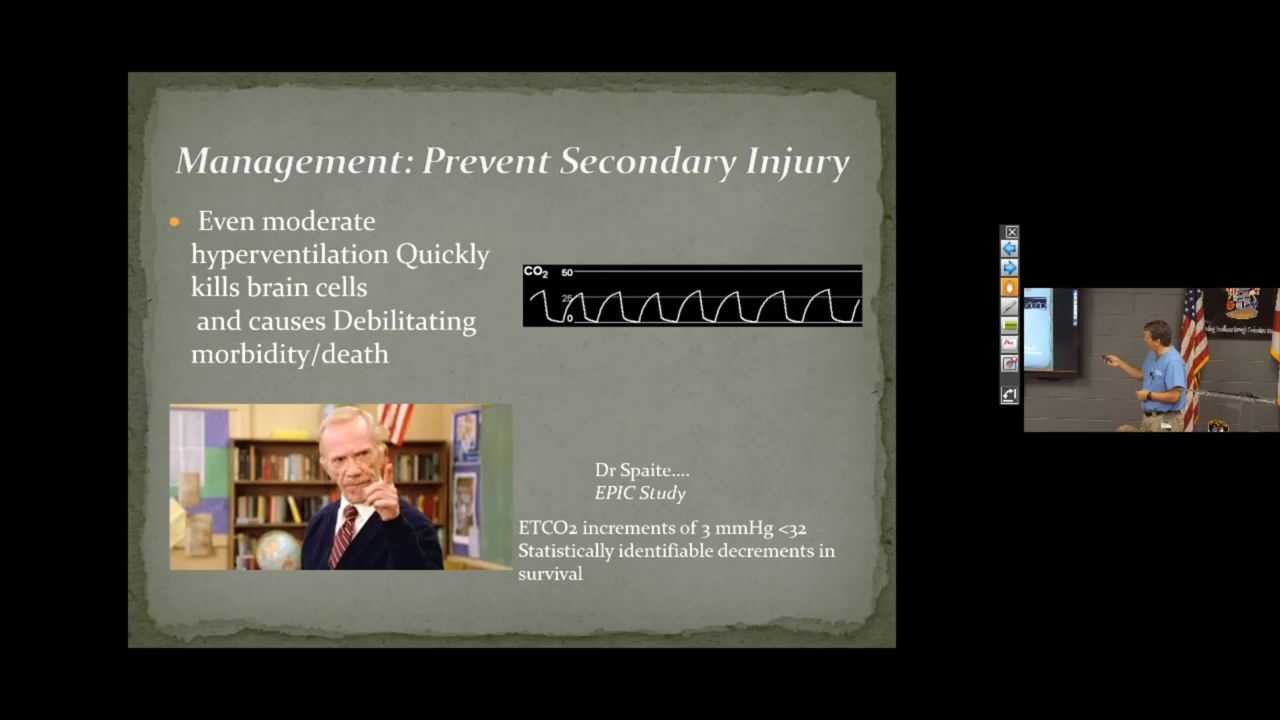 Management: Prevent Secondary Injury
Even moderate
hyperventilation Quickly
kills brain cells
and causes Debilitating
morbidity/death
CO₂ 50
25
0
Dr Spaite....
EPIC Study
ETCO2 increments of 3 mmHg <32
Statistically identifiable decrements in
survival